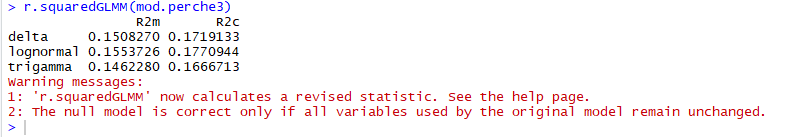 > r.squaredGLMM(mod.perche3)
R2m R2c
delta 0.1508270 0.1719133
lognormal 0.1553726 0.1770944
trigamma 0.1462280 0.1666713
Warning messages:
1: 'r.squaredGLMM' now calculates a revised statistic. See the help page.
2: The null model is correct only if all variables used by the original model remain unchanged.
>